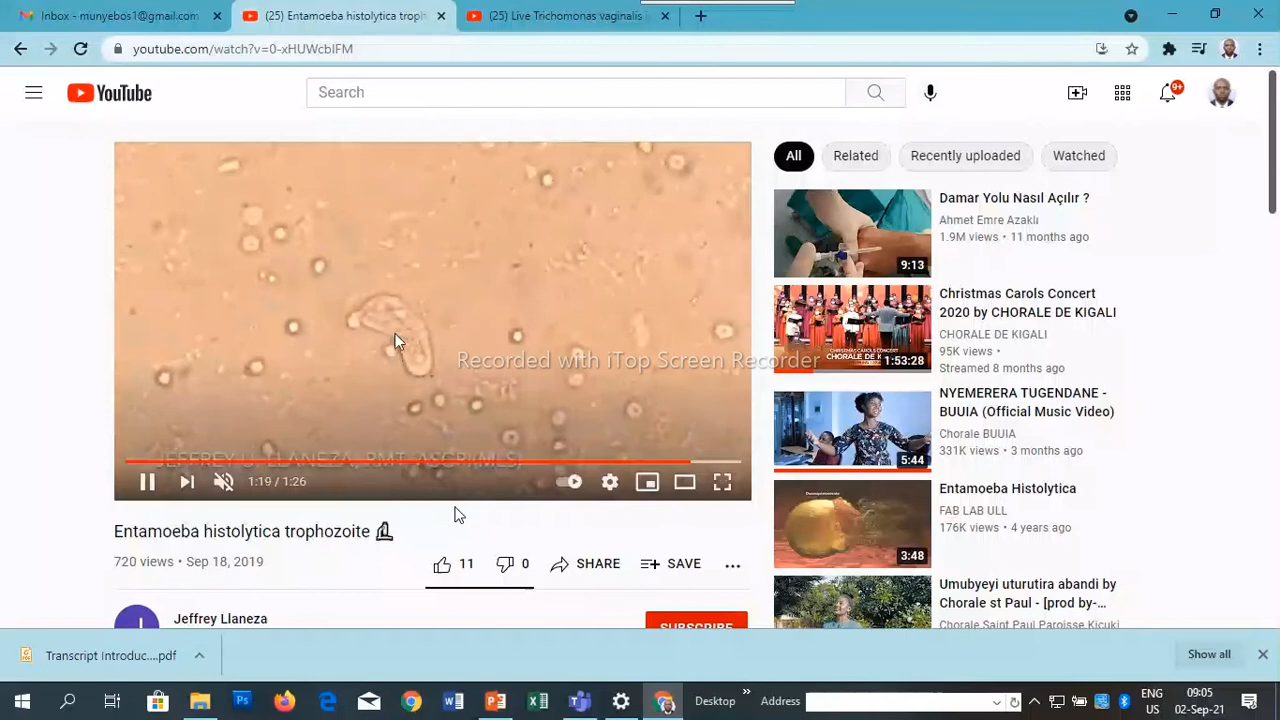 Inbox - munyebos1@gmail.com
(25) Entamoeba histolytica troph
(25) Live Trichomonas vaginalis i
youtube.com/watch?v=0-xHUWcbIFM
YouTube
Search
9+
All
Related
Recently uploaded
Watched
Damar Yolu Nasıl Açılır ?
Ahmet Emre Azaklı
1.9M views • 11 months ago
9:13
Christmas Carols Concert
2020 by CHORALE DE KIGALI
CHORALE DE KIGALI
95K views •
Streamed 8 months ago
1:53:28
NYEMERERA TUGENDANE -
BUUIA (Official Music Video)
Chorale BUUIA
331K views • 3 months ago
5:44
Entamoeba Histolytica
FAB LAB ULL
176K views • 4 years ago
3:48
Umubyeyi uturutira abandi by
Chorale st Paul - [prod by-...
Chorale Saint Paul Paroisse Kicuki
Recorded with iTop Screen Recorder
JEFFREY S. LLANEZA, RMT, ASCPi(MLS)
1:19 / 1:26
Entamoeba histolytica trophozoite
720 views • Sep 18, 2019
11
0
SHARE
SAVE
Jeffrey Llaneza
SUBSCRIBE
Transcript Introduc....pdf
Show all
Desktop
Address
ENG
US
09:05
02-Sep-21